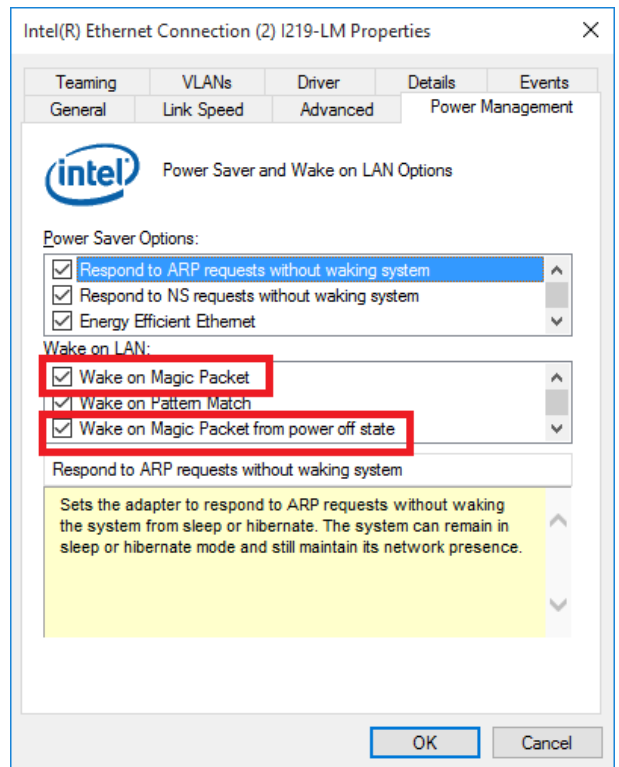 Intel(R) Ethernet Connection (2) I219-LM Properties
Teaming VLANs Driver Details Events
General Link Speed Advanced Power Management
intel Power Saver and Wake on LAN Options
Power Saver Options:
Respond to ARP requests without waking system
Respond to NS requests without waking system
Energy Efficient Ethernet
Wake on LAN:
Wake on Magic Packet
Wake on Pattern Match
Wake on Magic Packet from power off state
Respond to ARP requests without waking system
Sets the adapter to respond to ARP requests without waking
the system from sleep or hibernate. The system can remain in
sleep or hibernate mode and still maintain its network presence.
OK Cancel